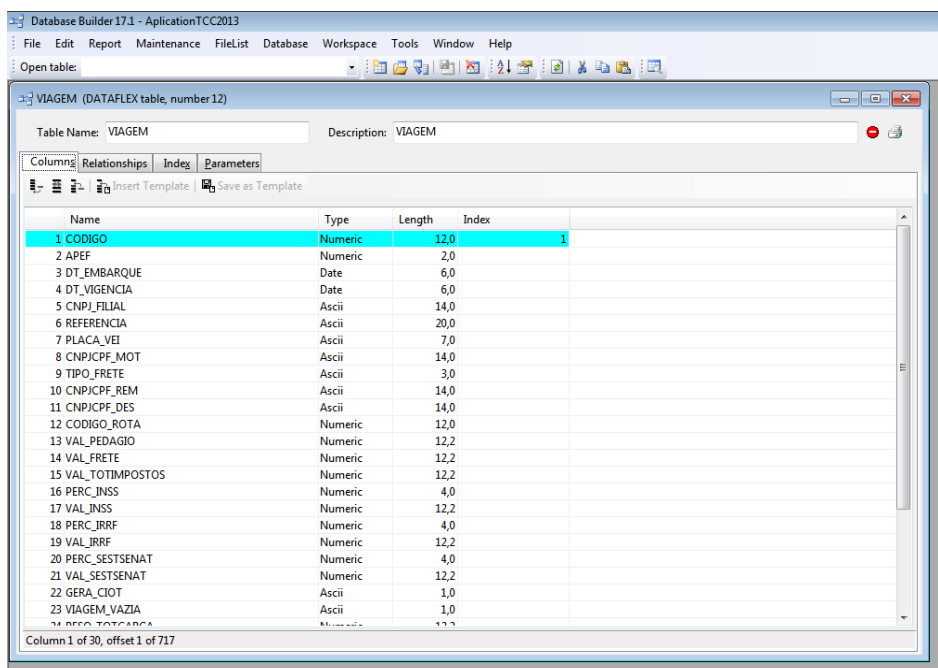 Database Builder 17.1 - AplicationTCC2013
File Edit Report Maintenance FileList Database Workspace Tools Window Help
Open table:
VIAGEM (DATAFLEX table, number 12)
Table Name: VIAGEM Description: VIAGEM
Columns Relationships Index Parameters
Insert Template Save as Template
Name Type Length Index
1 CODIGO Numeric 12,0 1
2 APEF Numeric 2,0
3 DT_EMBARQUE Date 6,0
4 DT_VIGENCIA Date 6,0
5 CNPJ_FILIAL Ascii 14,0
6 REFERENCIA Ascii 20,0
7 PLACA_VEI Ascii 7,0
8 CNPJCPF_MOT Ascii 14,0
9 TIPO_FRETE Ascii 3,0
10 CNPJCPF_REM Ascii 14,0
11 CNPJCPF_DES Ascii 14,0
12 CODIGO_ROTA Numeric 12,0
13 VAL_PEDAGIO Numeric 12,2
14 VAL_FRETE Numeric 12,2
15 VAL_TOTIMPOSTOS Numeric 12,2
16 PERC_INSS Numeric 4,0
17 VAL_INSS Numeric 12,2
18 PERC_IRRF Numeric 4,0
19 VAL_IRRF Numeric 12,2
20 PERC_SESTSENAT Numeric 4,0
21 VAL_SESTSENAT Numeric 12,2
22 GERA_CIOT Ascii 1,0
23 VIAGEM_VAZIA Ascii 1,0
24 PESO_TOTCARGA Numeric
Column 1 of 30, offset 1 of 717